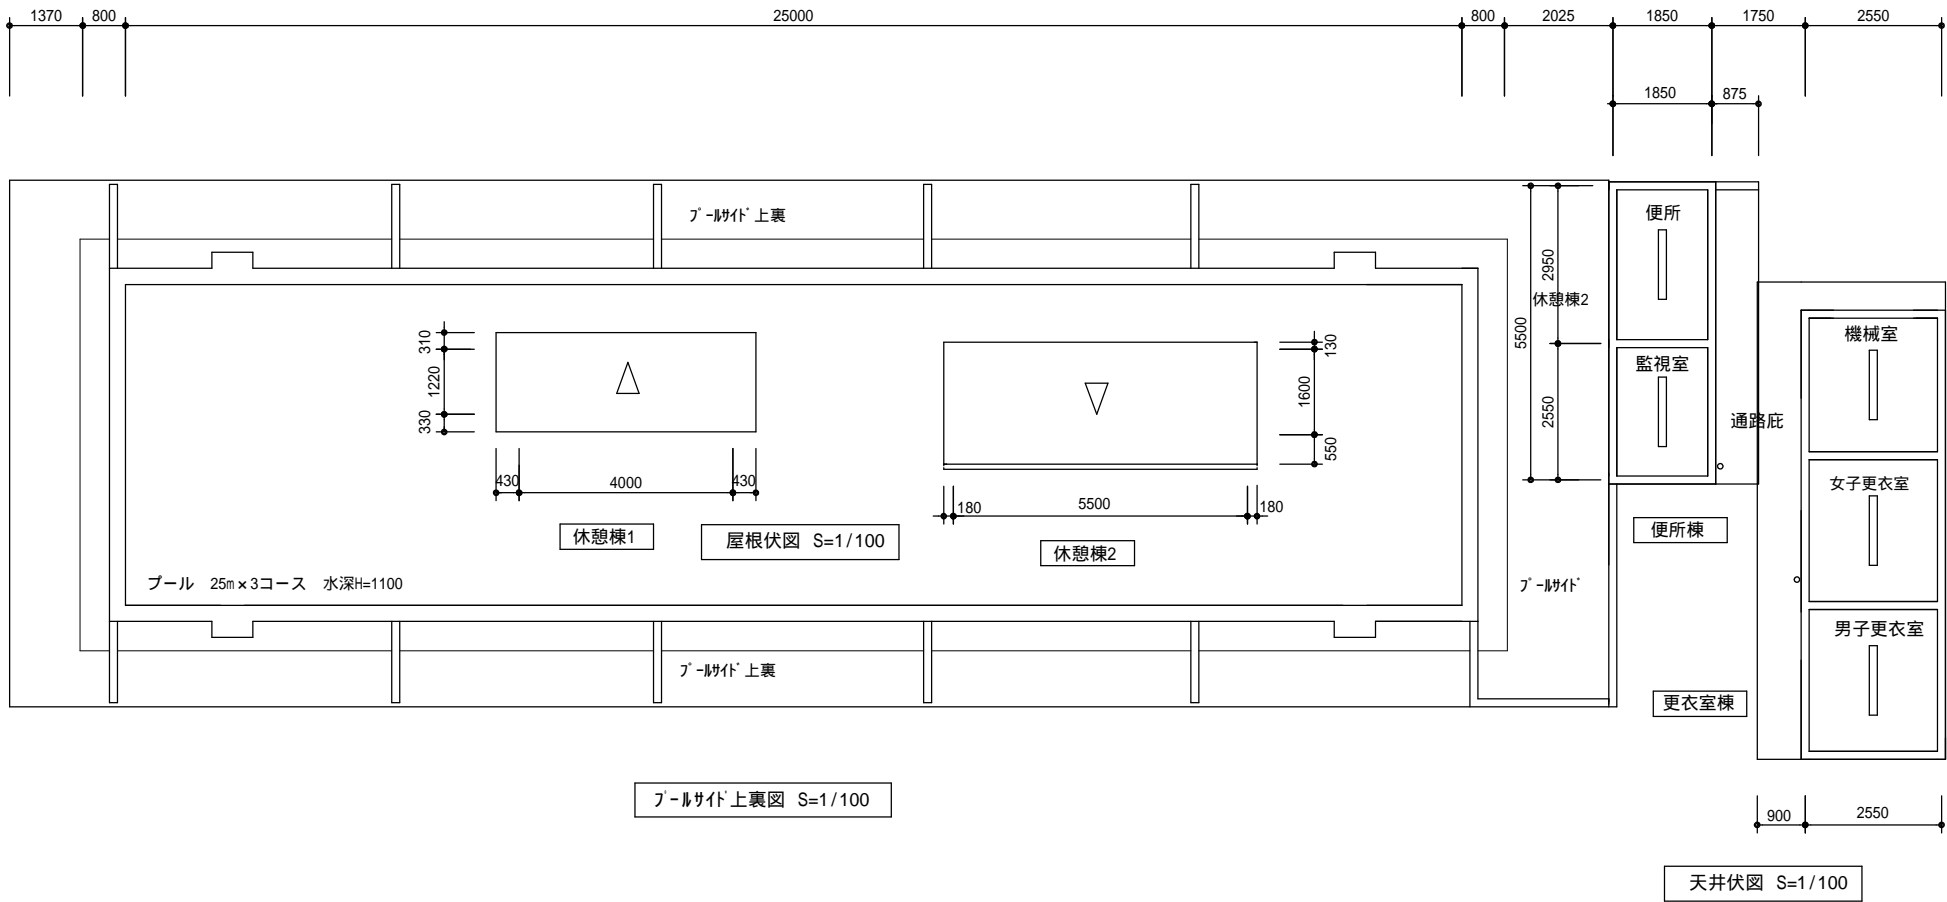 1370 800 25000 800 2025 1850 1750 2550
1850 875
ﾌﾟｰﾙｻｲﾄﾞ上裏
便所
2950
休憩棟2
5500
310
1220
330
130
1600
550
機械室
監視室
2550
通路庇
430 4000 430
180 5500 180
女子更衣室
休憩棟1
屋根伏図 S=1/100
休憩棟2
便所棟
プール 25m×3コース 水深H=1100
ﾌﾟｰﾙｻｲﾄﾞ
男子更衣室
ﾌﾟｰﾙｻｲﾄﾞ上裏
更衣室棟
ﾌﾟｰﾙサイﾄﾞ上裏図 S=1/100
900 2550
天井伏図 S=1/100